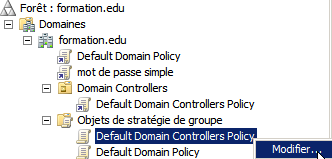 Forêt : formation.edu
Domaines
formation.edu
Default Domain Policy
mot de passe simple
Domain Controllers
Default Domain Controllers Policy
Objets de stratégie de groupe
Default Domain Controllers Policy
Modifier...
Default Domain Policy